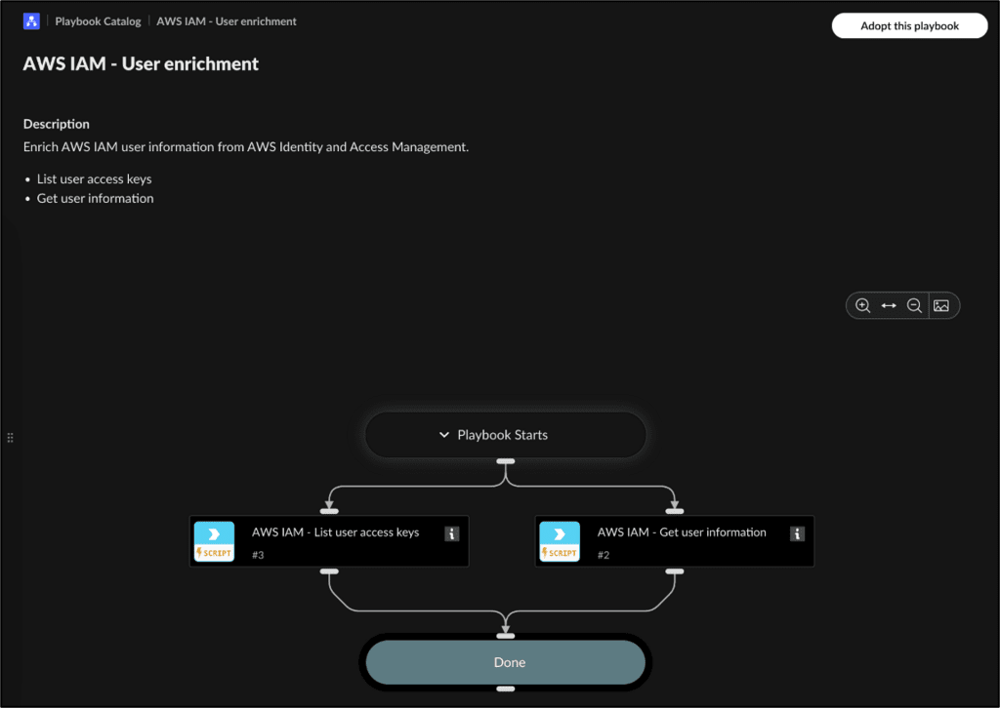 Playbook Catalog AWS IAM - User enrichment
Adopt this playbook
AWS IAM - User enrichment
Description
Enrich AWS IAM user information from AWS Identity and Access Management.
• List user access keys
• Get user information
Playbook Starts
AWS IAM - List user access keys
SCRIPT
#3
AWS IAM - Get user information
SCRIPT
#2
Done